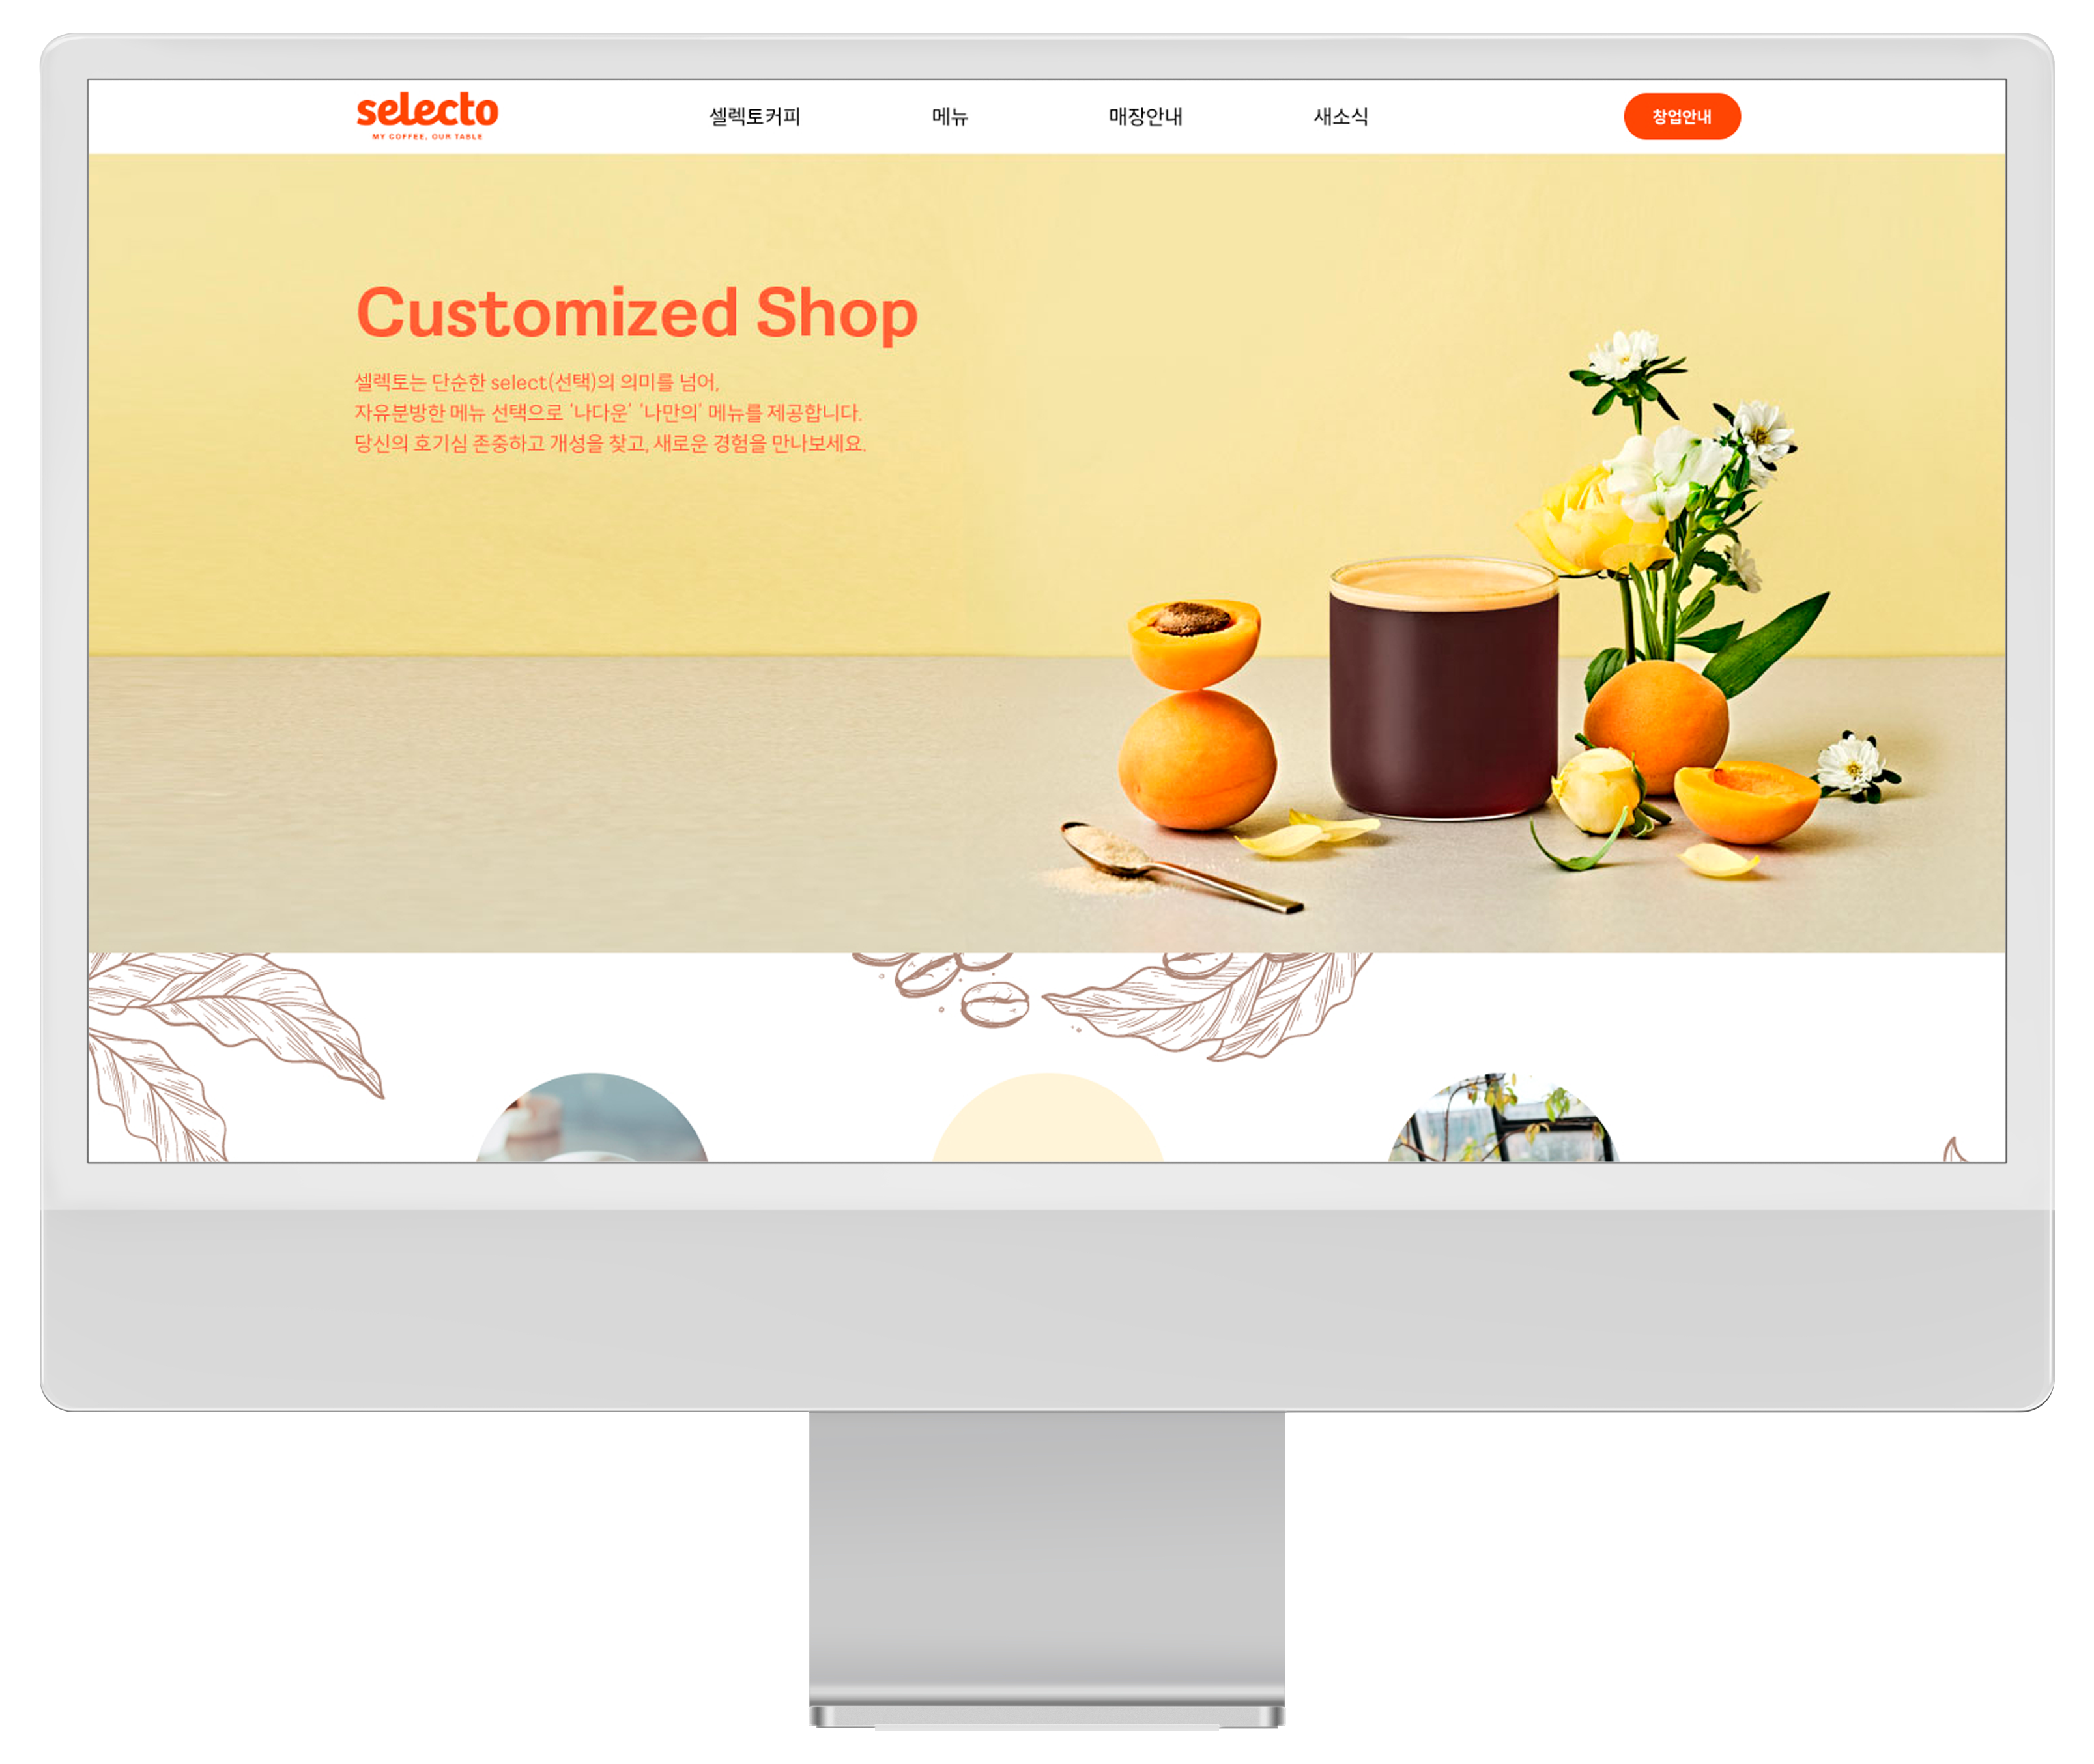 selecto
MY COFFEE, OUR TABLE
셀렉토커피
메뉴
매장안내
새소식
창업안내
Customized Shop
셀렉토는 단순한 select(선택)의 의미를 넘어,
자유분방한 메뉴 선택으로 '나다운' '나만의' 메뉴를 제공합니다.
당신의 호기심 존중하고 개성을 찾고, 새로운 경험을 만나보세요.